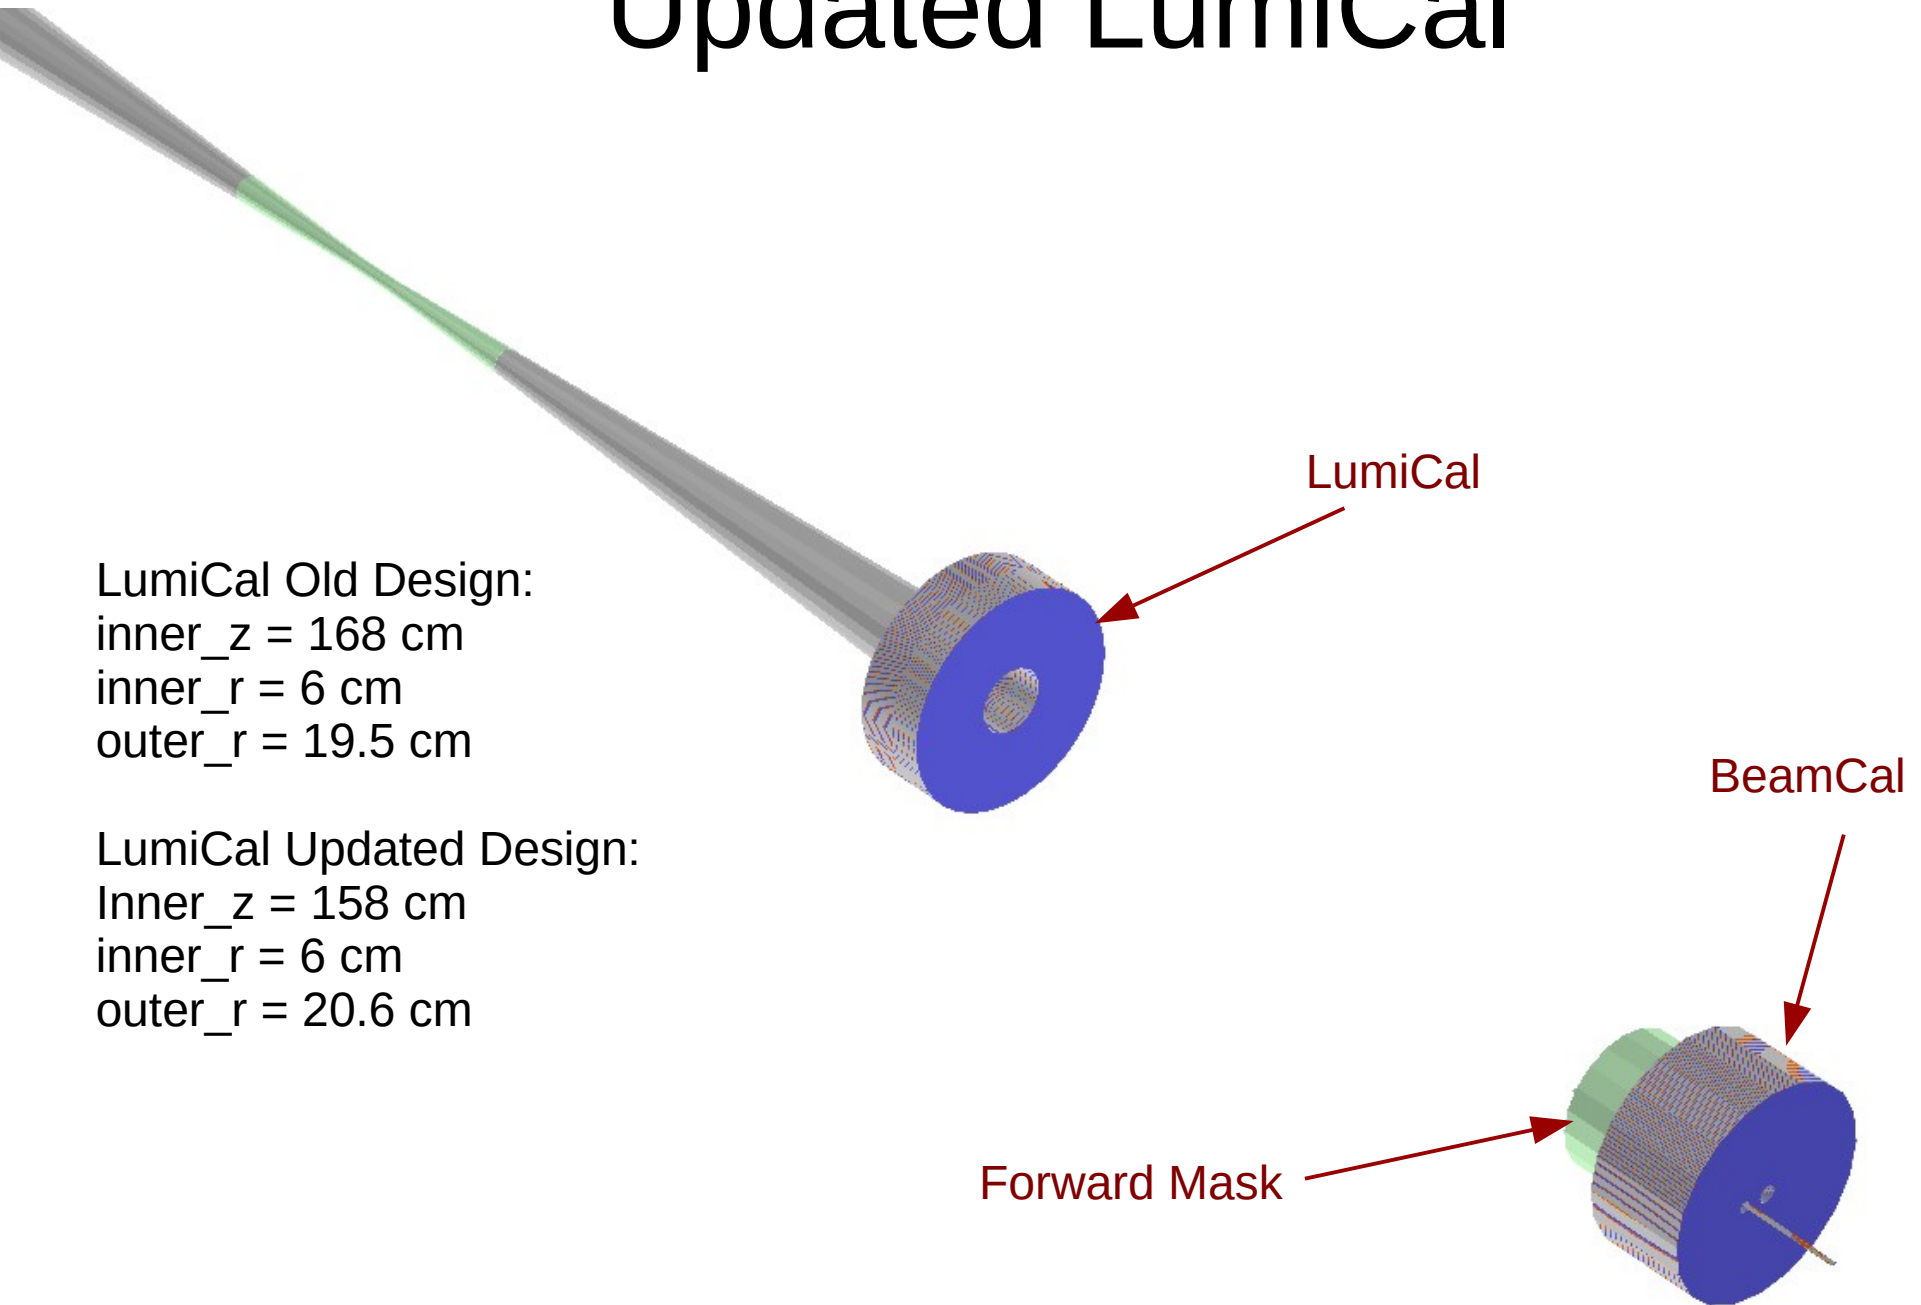 Updated LumiCal
LumiCal
LumiCal Old Design:
inner_z = 168 cm
inner_r = 6 cm
outer_r = 19.5 cm
BeamCal
LumiCal Updated Design:
Inner_z = 158 cm
inner_r = 6 cm
outer_r = 20.6 cm
Forward Mask